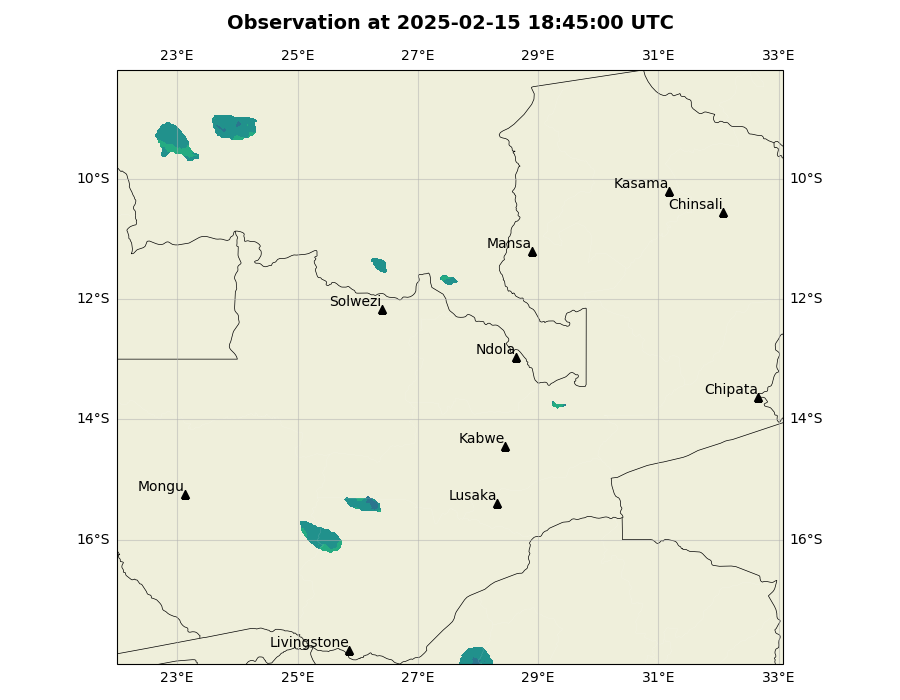 Observation at 2025-02-15 18:45:00 UTC
23°E 25°E 27°E 29°E 31°E 33°E
10°S 10°S
Kasama
Chinsali
Mansa
12°S 12°S
Solwezi
Ndola
Chipata
14°S 14°S
Kabwe
Mongu
Lusaka
16°S 16°S
Livingstone
23°E 25°E 27°E 29°E 31°E 33°E